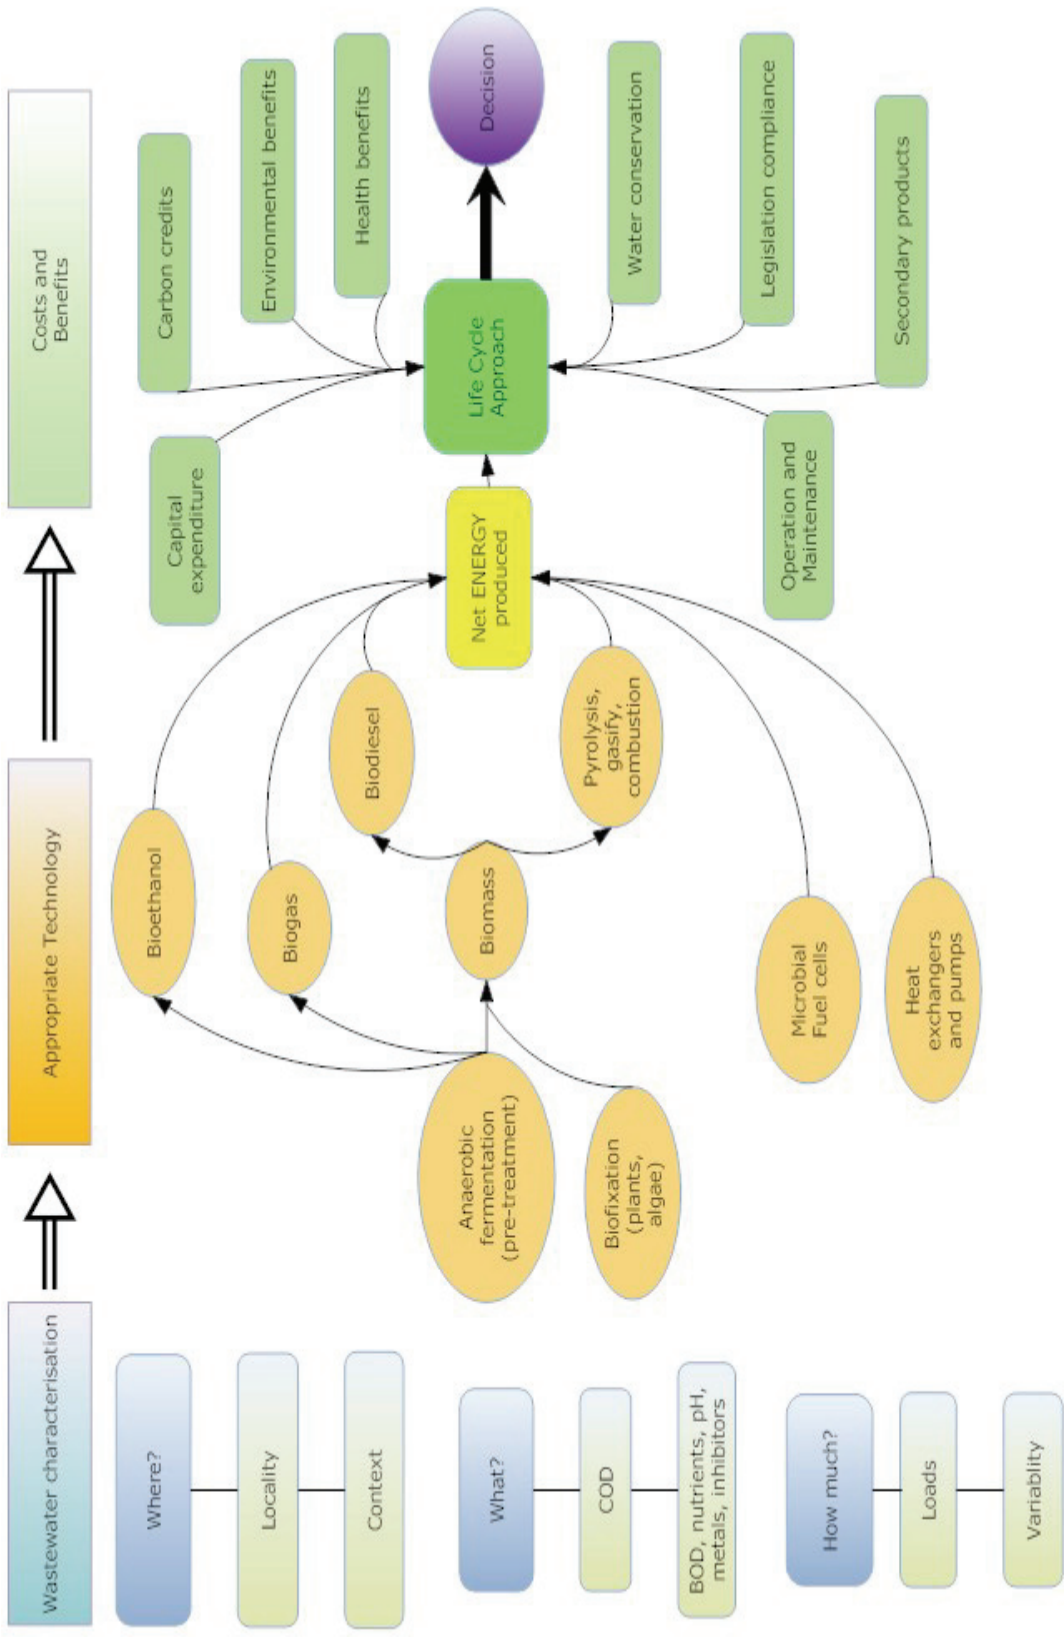 Wastewater characterisation
Appropriate Technology
Costs and
Benefits
Where?
Locality
Context
What?
COD
BOD, nutrients, pH,
metals, inhibitors
How much?
Loads
Variablity
Anaerobic
fermentation
(pre-treatment)
Biofixation
(plants,
algae)
Bioethanol
Biogas
Biomass
Biodiesel
Pyrolysis,
gasify,
combustion
Microbial
Fuel cells
Heat
exchangers
and pumps
Net ENERGY
produced
Capital
expenditure
Carbon credits
Environmental benefits
Health benefits
Life Cycle
Approach
Decision
Water conservation
Legislation compliance
Secondary products
Operation and
Maintenance